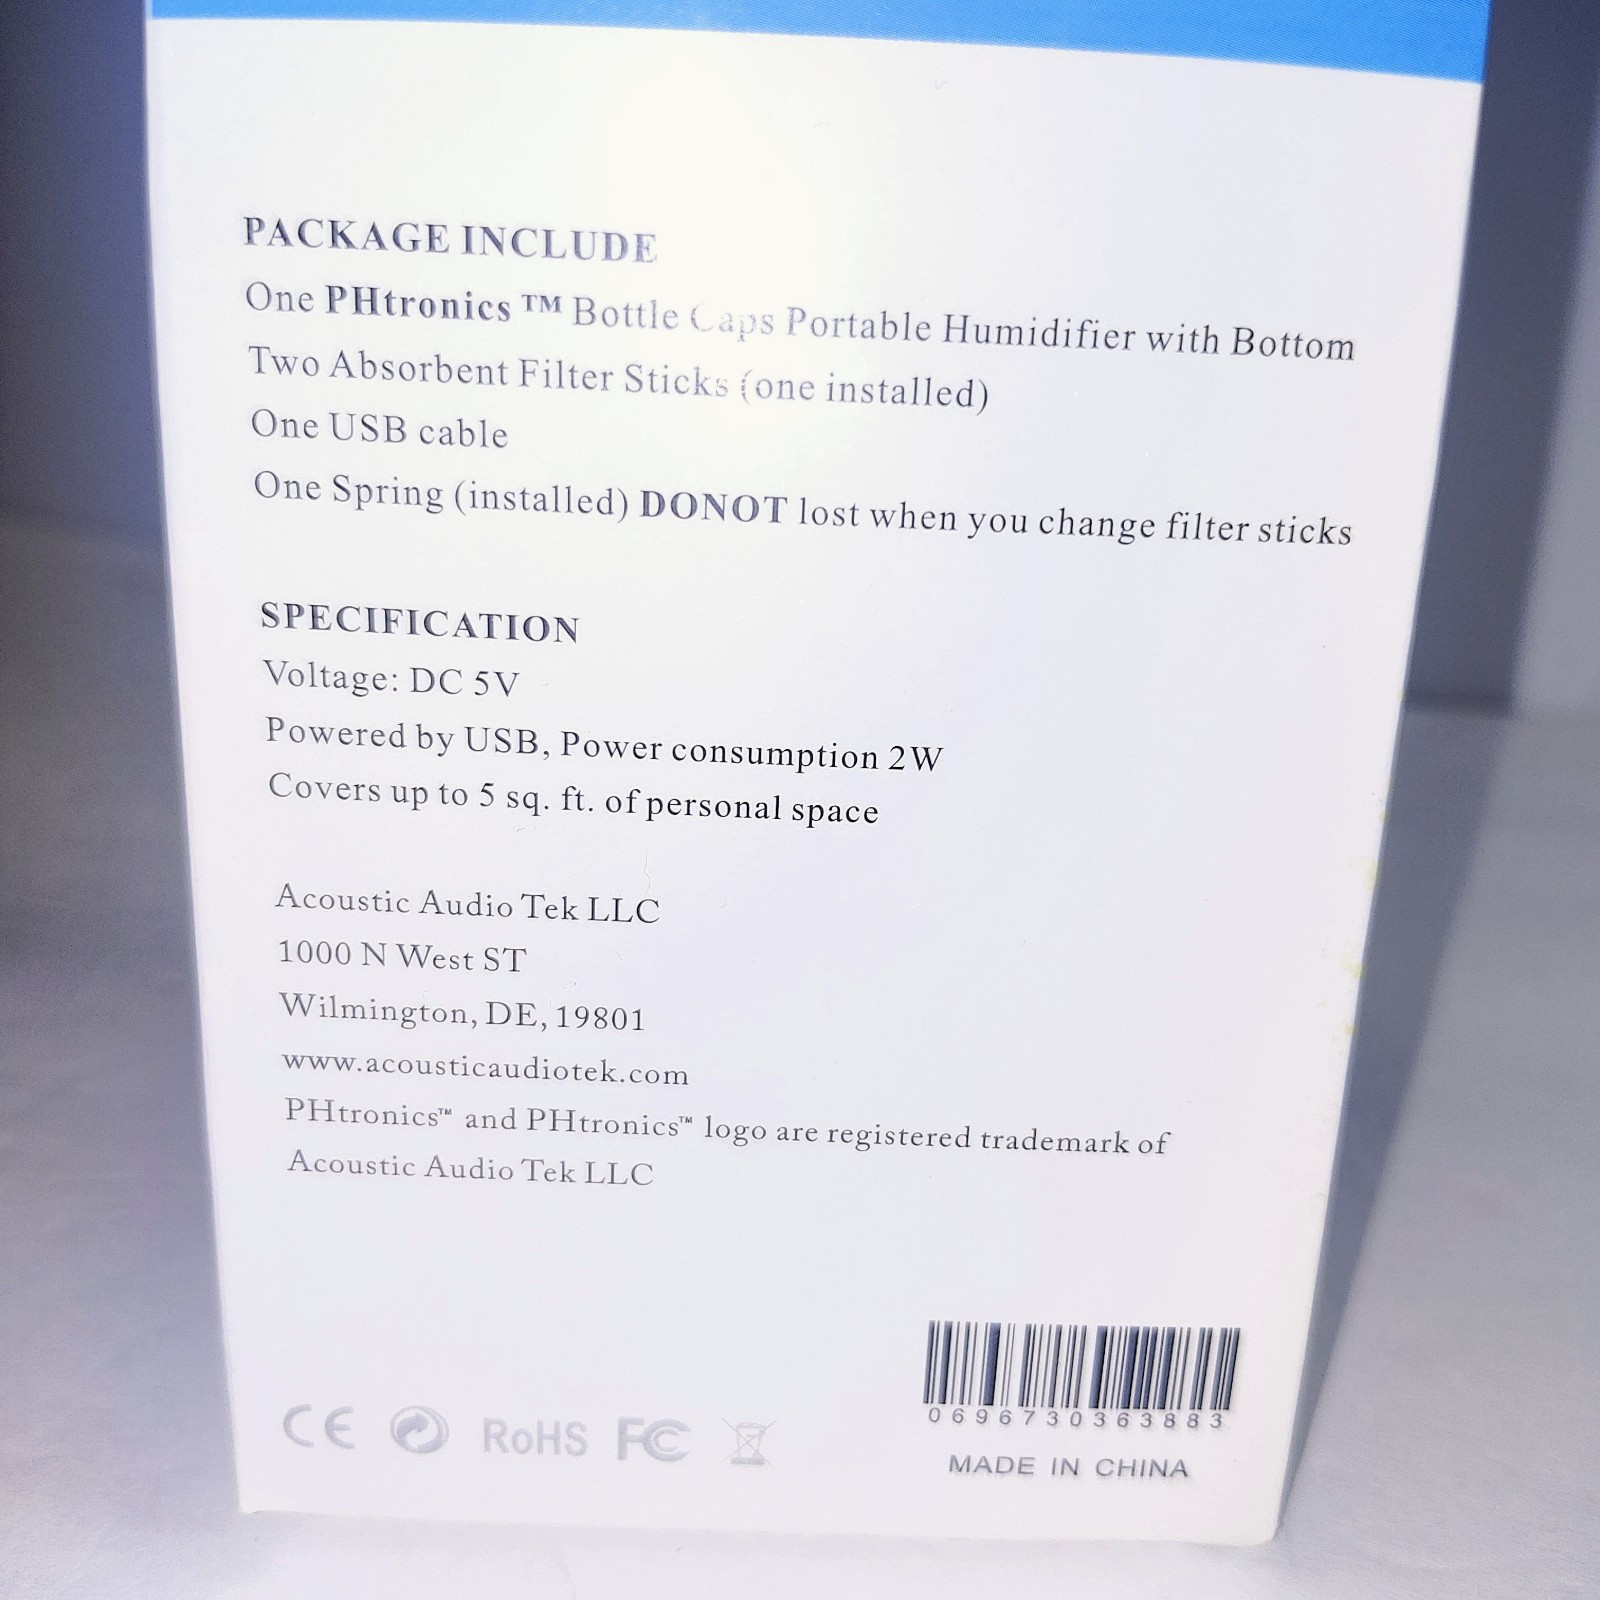 PACKAGE INCLUDE
One PHtronics ™ Bottle Caps Portable Humidifier with Bottom
Two Absorbent Filter Sticks (one installed)
One USB cable
One Spring (installed) DONOT lost when you change filter sticks
SPECIFICATION
Voltage: DC 5V
Powered by USB, Power consumption 2W
Covers up to 5 sq. ft. of personal space
Acoustic Audio Tek LLC
1000 N West ST
Wilmington, DE, 19801
www.acousticaudiotek.com
PHtronics™ and PHtronics™ logo are registered trademark of
Acoustic Audio Tek LLC
CE RoHS FC
0696730363883
MADE IN CHINA